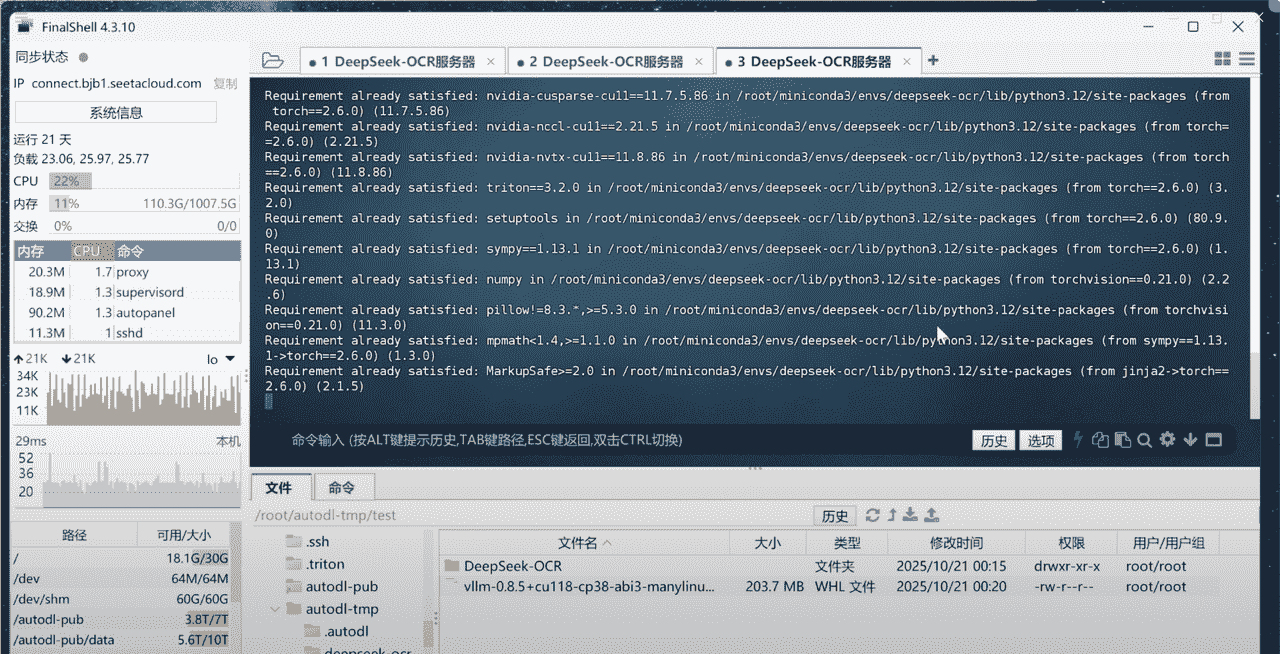 FinalShell 4.3.10
同步状态
IP connect.bjb1.seetacloud.com 复制
系统信息
运行 21 天
负载 23.06, 25.97, 25.77
CPU 22%
内存 11% 110.3G/1007.5G
交换 0% 0/0
内存 CPU 命令
20.3M 1.7 proxy
18.9M 1.3 supervisord
90.2M 1.3 autopanel
11.3M 1 sshd
21K 21K lo
34K
23K
11K
29ms 本机
52
36
20
路径 可用/大小
/ 18.1G/30G
/dev 64M/64M
/dev/shm 60G/60G
/autodl-pub 3.8T/7T
/autodl-pub/data 5.6T/10T
1 DeepSeek-OCR服务器 × 2 DeepSeek-OCR服务器 × 3 DeepSeek-OCR服务器 × +
Requirement already satisfied: nvidia-cusparse-cu11==11.7.5.86 in /root/miniconda3/envs/deepseek-ocr/lib/python3.12/site-packages (from
torch==2.6.0) (11.7.5.86)
Requirement already satisfied: nvidia-nccl-cu11==2.21.5 in /root/miniconda3/envs/deepseek-ocr/lib/python3.12/site-packages (from torch=
=2.6.0) (2.21.5)
Requirement already satisfied: nvidia-nvtx-cu11==11.8.86 in /root/miniconda3/envs/deepseek-ocr/lib/python3.12/site-packages (from torch
==2.6.0) (11.8.86)
Requirement already satisfied: triton==3.2.0 in /root/miniconda3/envs/deepseek-ocr/lib/python3.12/site-packages (from torch==2.6.0) (3.
2.0)
Requirement already satisfied: setuptools in /root/miniconda3/envs/deepseek-ocr/lib/python3.12/site-packages (from torch==2.6.0) (80.9.
0)
Requirement already satisfied: sympy==1.13.1 in /root/miniconda3/envs/deepseek-ocr/lib/python3.12/site-packages (from torch==2.6.0) (1.
13.1)
Requirement already satisfied: numpy in /root/miniconda3/envs/deepseek-ocr/lib/python3.12/site-packages (from torchvision==0.21.0) (2.2
.6)
Requirement already satisfied: pillow!=8.3.*,>=5.3.0 in /root/miniconda3/envs/deepseek-ocr/lib/python3.12/site-packages (from torchvisi
on==0.21.0) (11.3.0)
Requirement already satisfied: mpmath<1.4,>=1.1.0 in /root/miniconda3/envs/deepseek-ocr/lib/python3.12/site-packages (from sympy==1.13.
1->torch==2.6.0) (1.3.0)
Requirement already satisfied: MarkupSafe>=2.0 in /root/miniconda3/envs/deepseek-ocr/lib/python3.12/site-packages (from jinja2->torch==
2.6.0) (2.1.5)
命令输入 (按ALT键提示历史,TAB键路径,ESC键返回,双击CTRL切换) 历史 选项
文件 命令
/root/autodl-tmp/test 历史
.ssh
.triton
autodl-pub
autodl-tmp
.autodl
deepseek-ocr
文件名 大小 类型 修改时间 权限 用户/用户组
DeepSeek-OCR 文件夹 2025/10/21 00:15 drwxr-xr-x root/root
vllm-0.8.5+cu118-cp38-abi3-manylinu... 203.7 MB WHL 文件 2025/10/21 00:20 -rw-r--r-- root/root